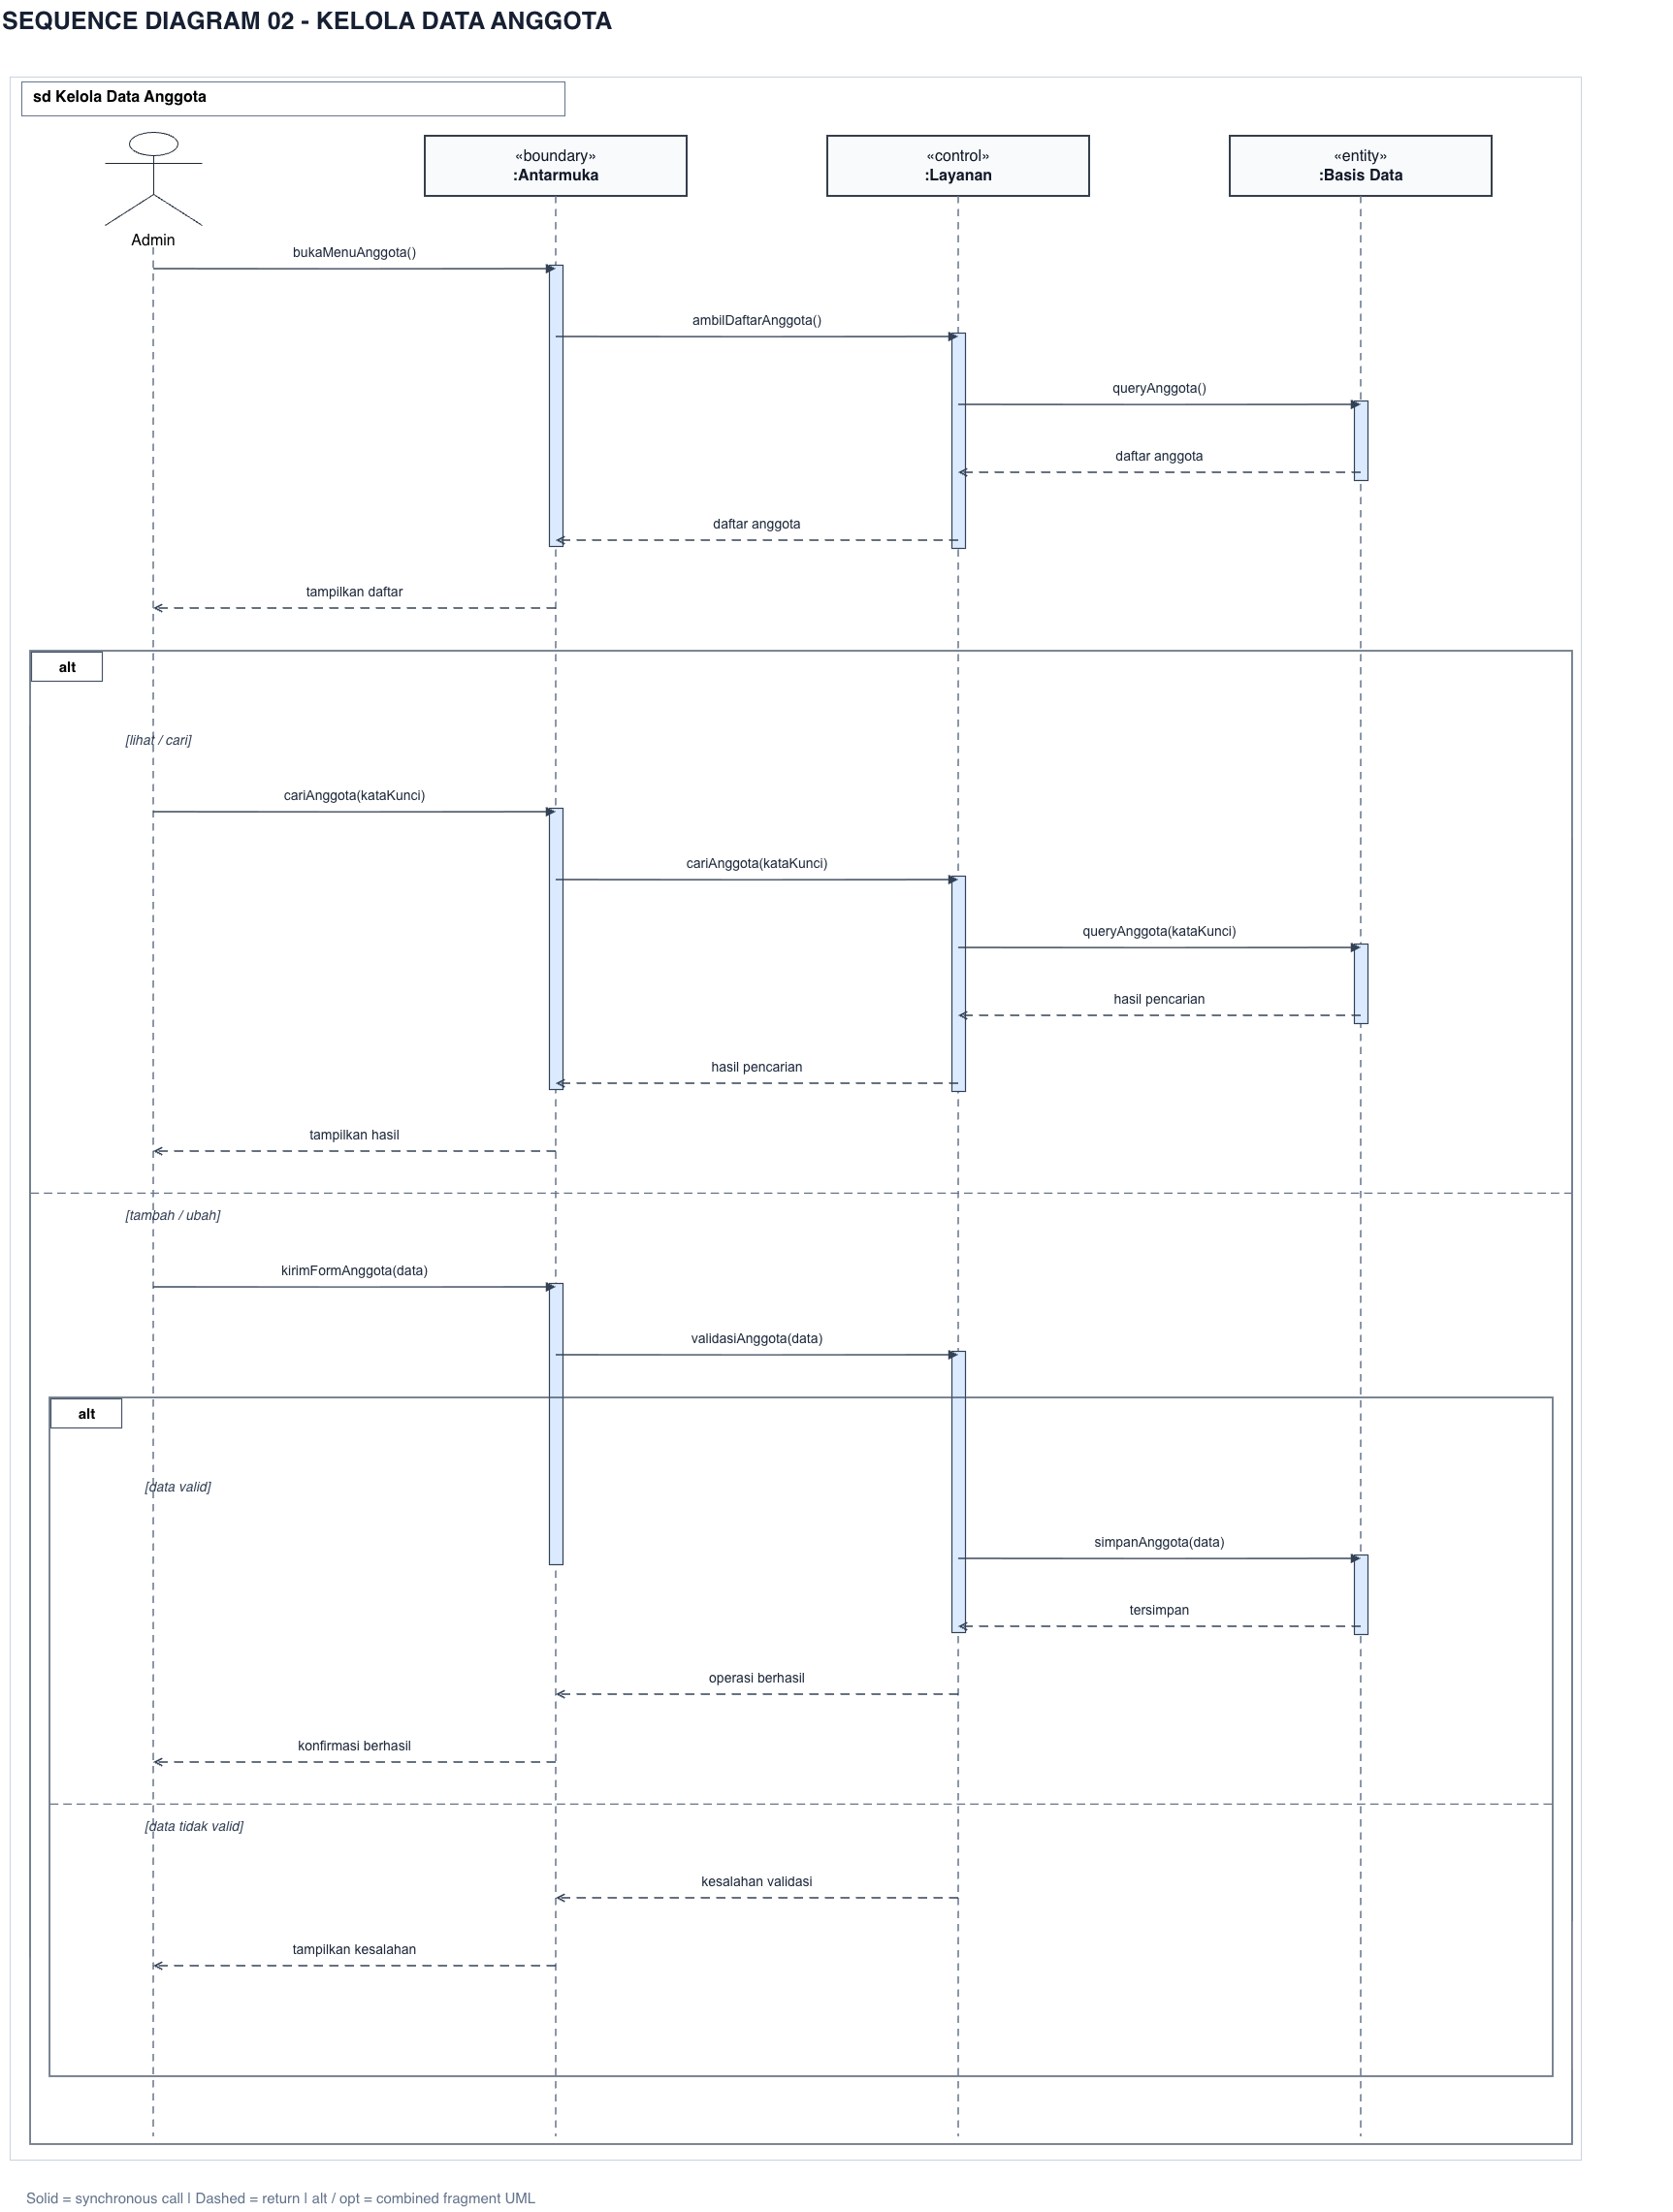 SEQUENCE DIAGRAM 02 - KELOLA DATA ANGGOTA
sd Kelola Data Anggota
Admin
«boundary»
:Antarmuka
«control»
:Layanan
«entity»
:Basis Data
bukaMenuAnggota()
ambilDaftarAnggota()
queryAnggota()
daftar anggota
daftar anggota
tampilkan daftar
alt
[lihat / cari]
cariAnggota(kataKunci)
cariAnggota(kataKunci)
queryAnggota(kataKunci)
hasil pencarian
hasil pencarian
tampilkan hasil
[tambah / ubah]
kirimFormAnggota(data)
validasiAnggota(data)
alt
[data valid]
simpanAnggota(data)
tersimpan
operasi berhasil
konfirmasi berhasil
[data tidak valid]
kesalahan validasi
tampilkan kesalahan
Solid = synchronous call | Dashed = return | alt / opt = combined fragment UML